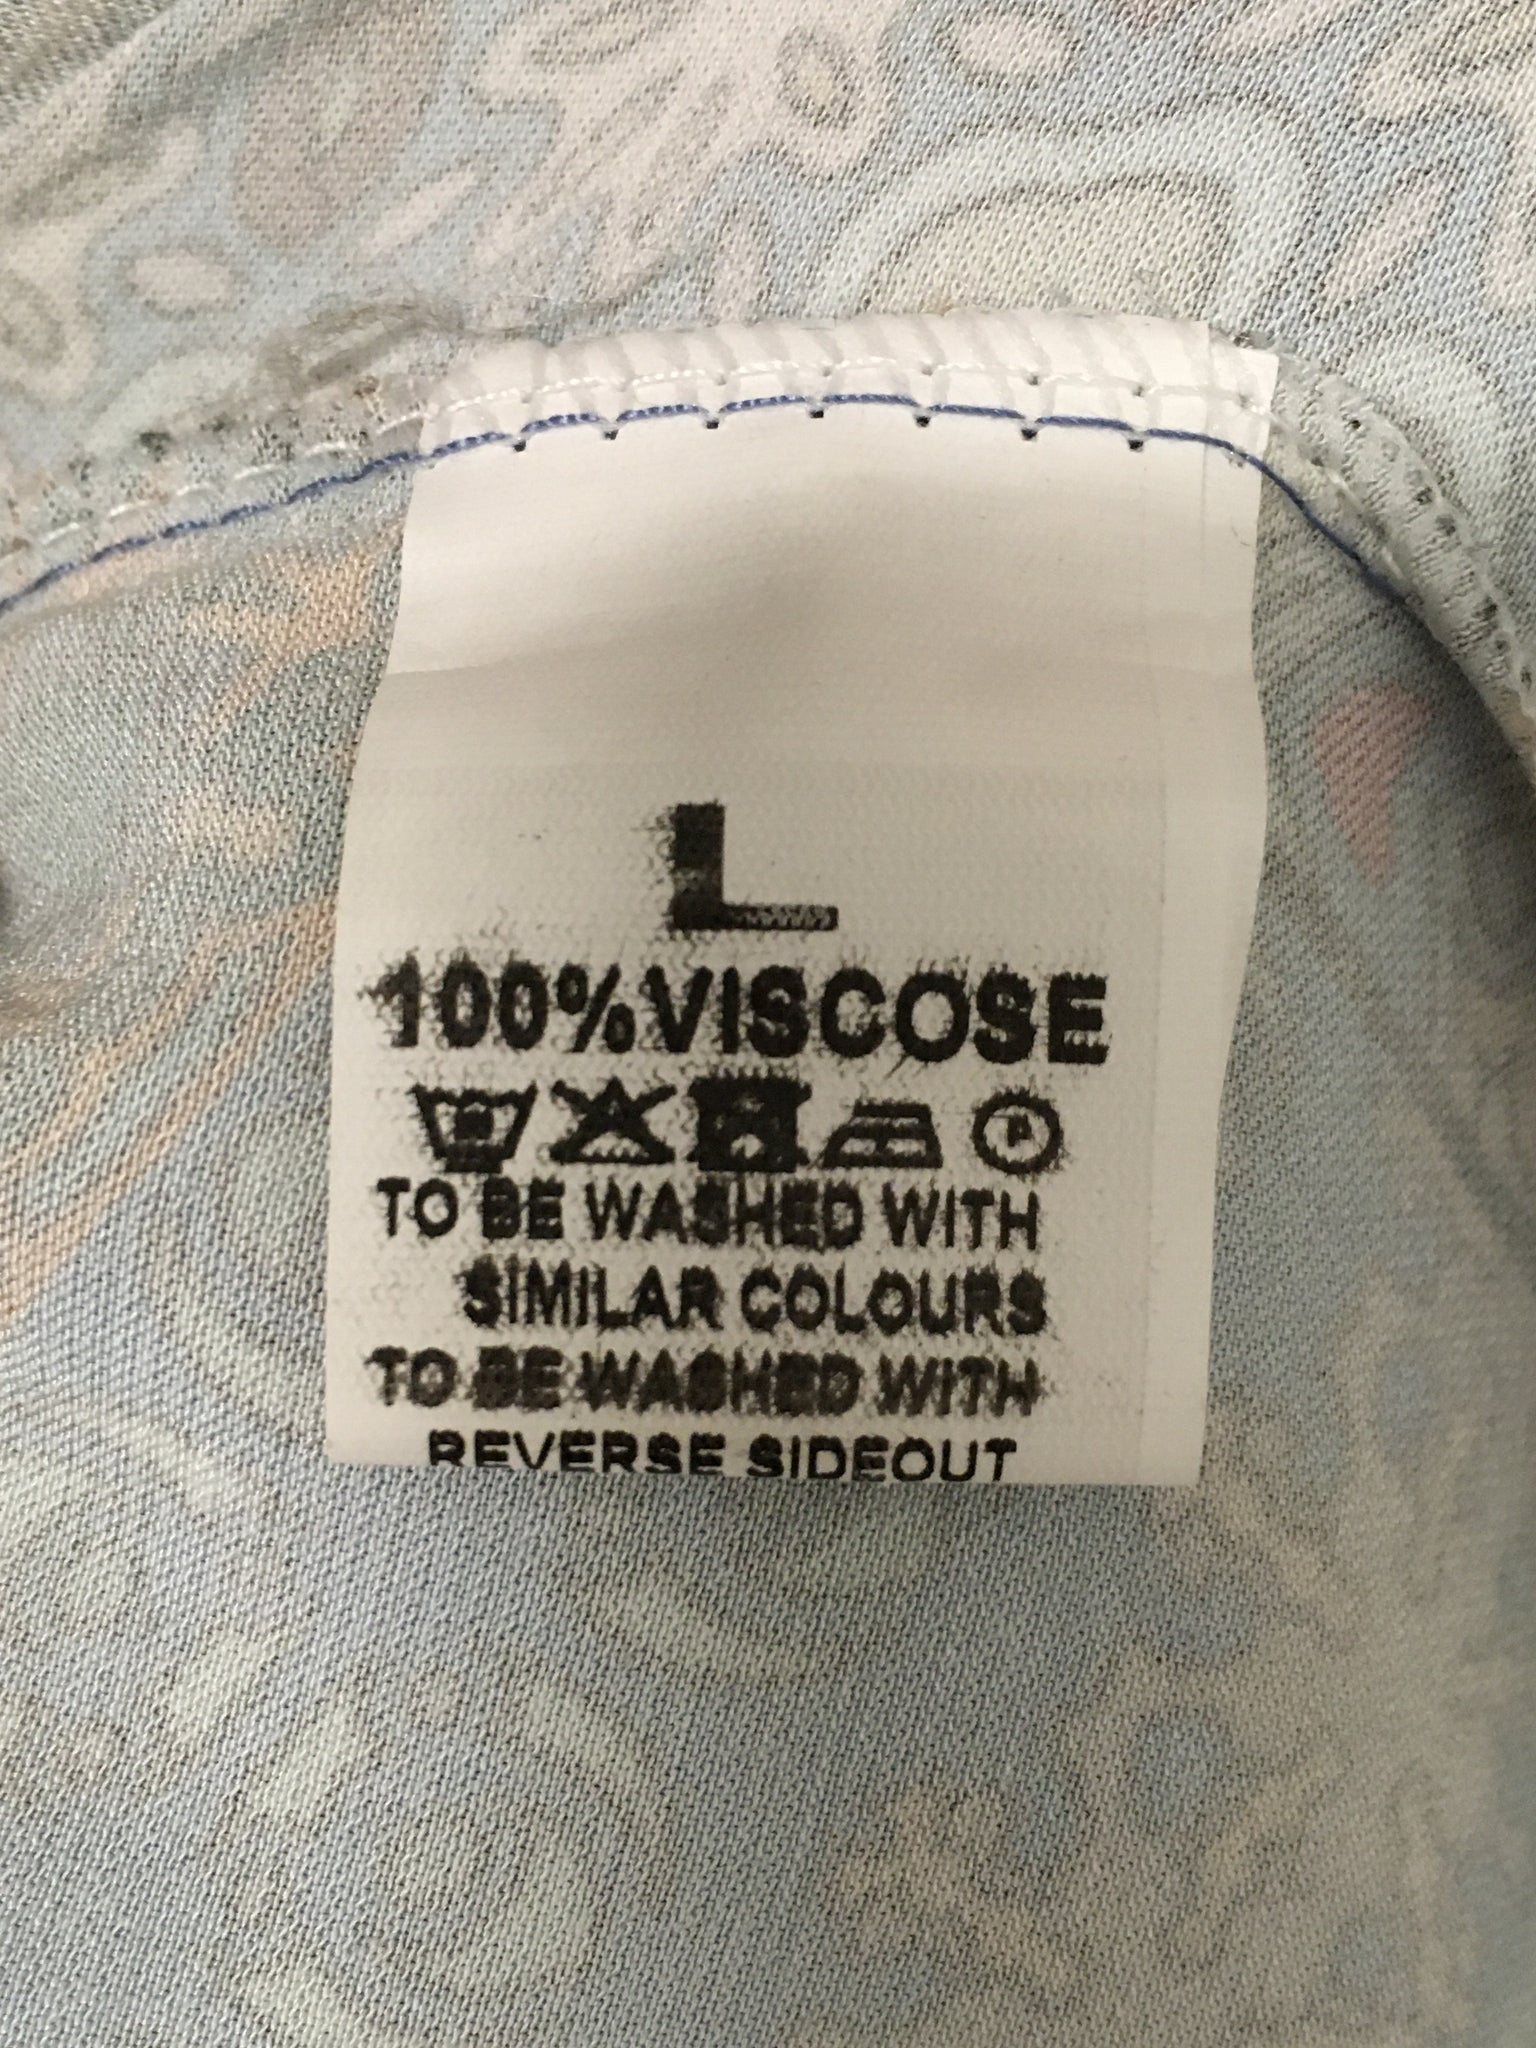 L
100%VISCOSE
P
TO BE WASHED WITH
SIMILAR COLOURS
TO BE WASHED WITH
REVERSE SIDEOUT